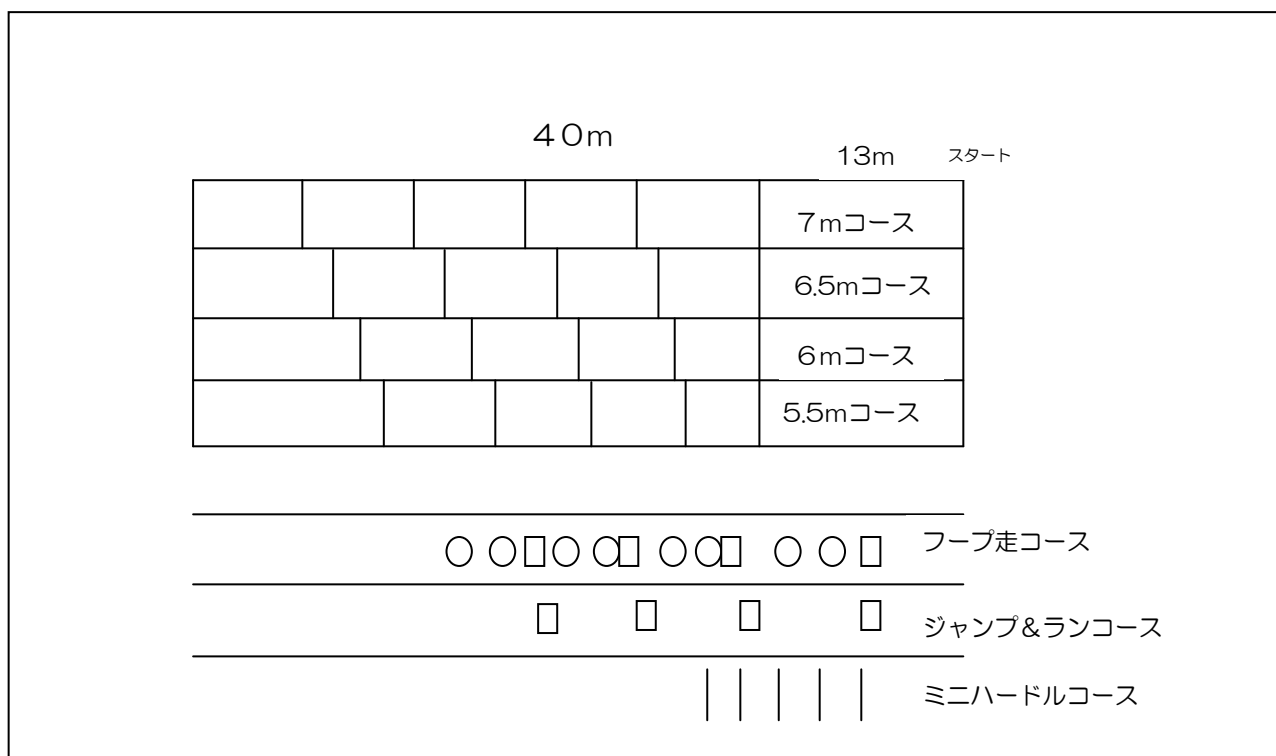 ４０m
13m
スタート
７mコース
6.5mコース
６mコース
5.5mコース
フープ走コース
ジャンプ＆ランコース
ミニハードルコース